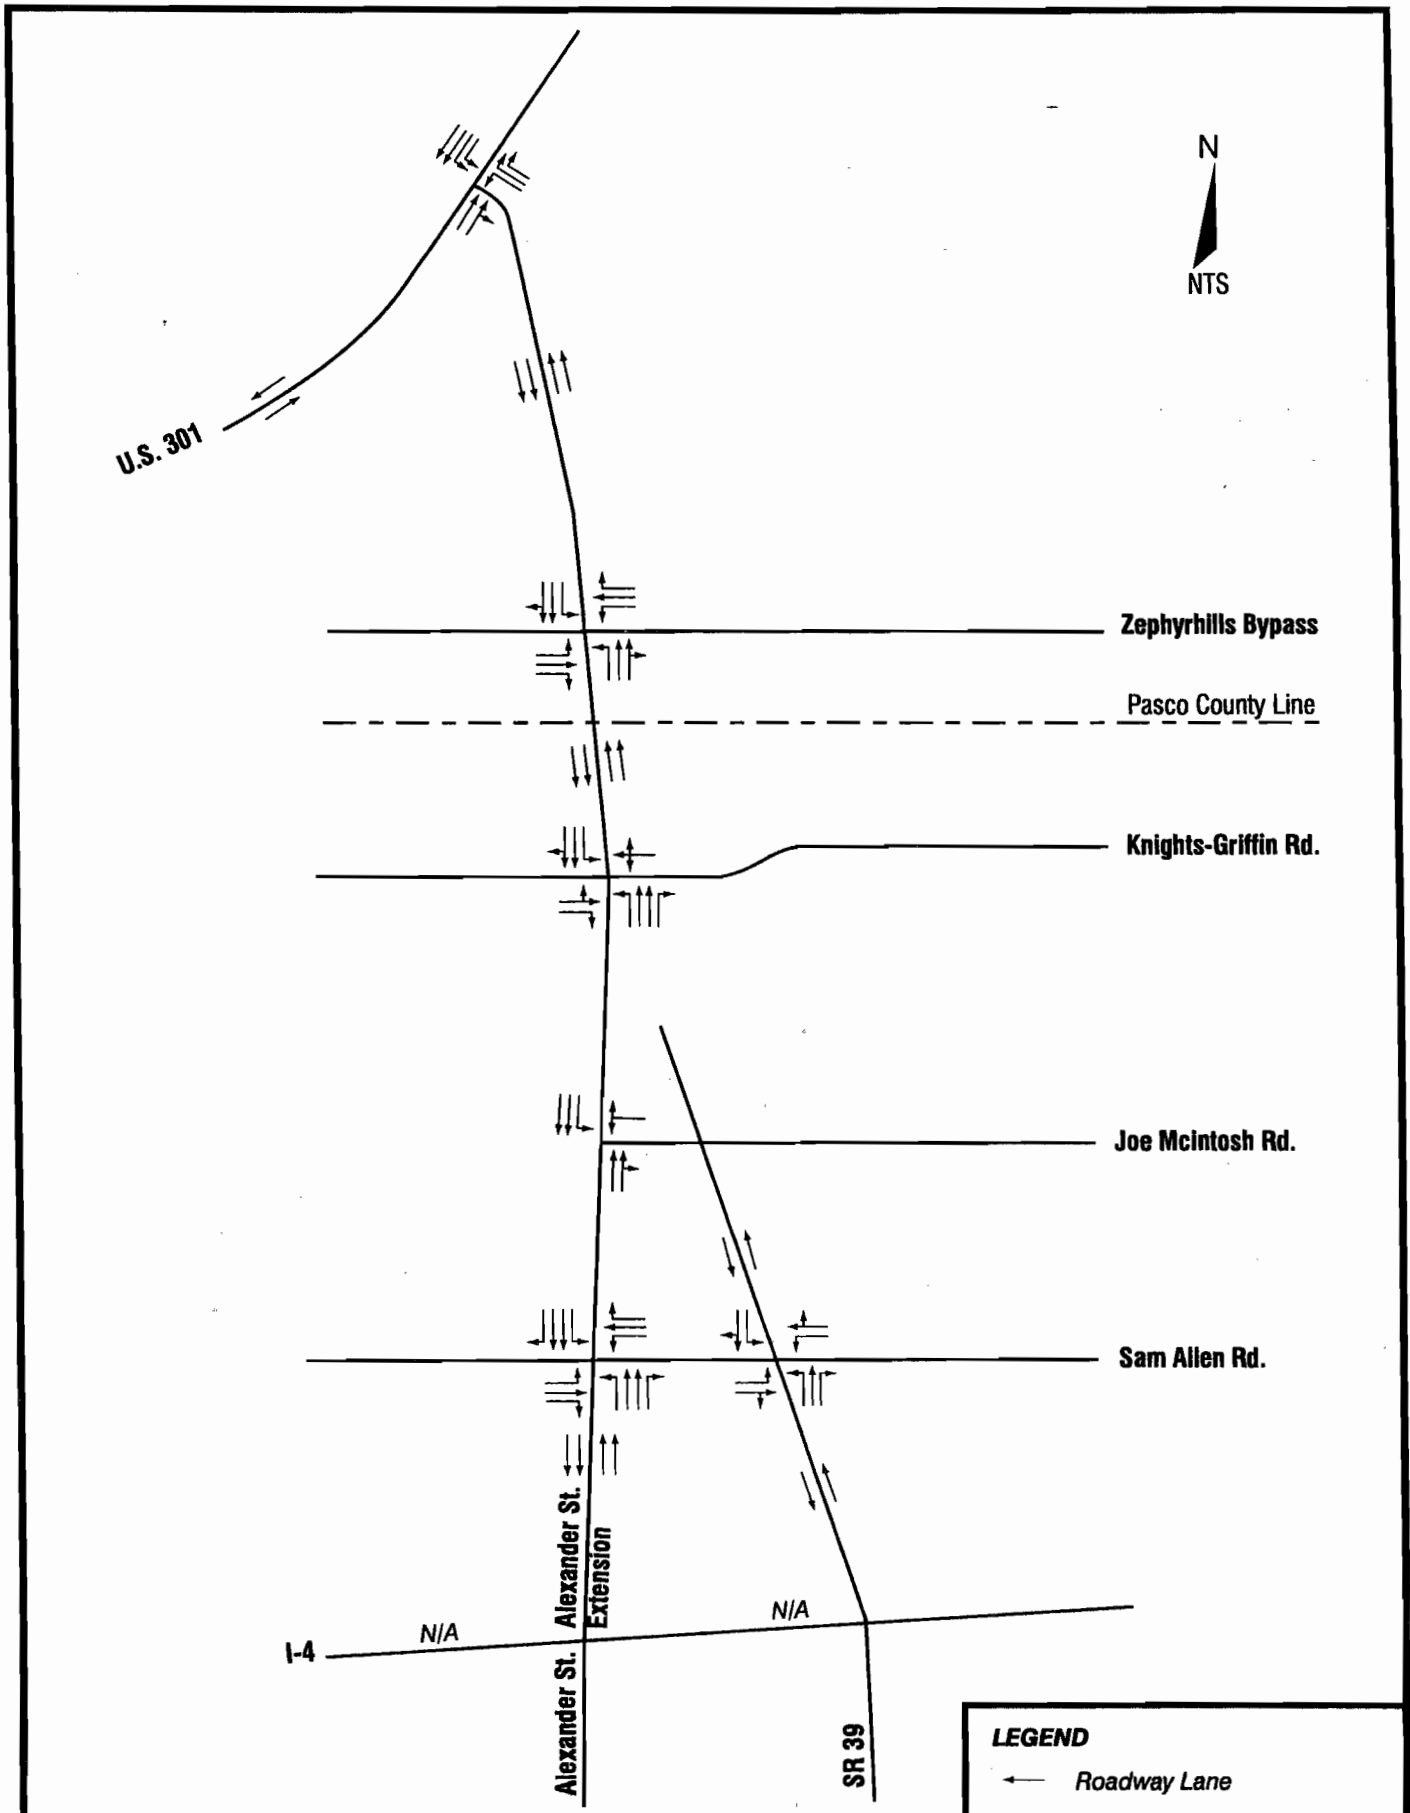 N
NTS
U.S. 301
Zephyrhills Bypass
Pasco County Line
Knights-Griffin Rd.
Joe McIntosh Rd.
Sam Allen Rd.
Alexander St.
Extension
N/A
N/A
I-4
Alexander St.
SR 39
LEGEND
Roadway Lane